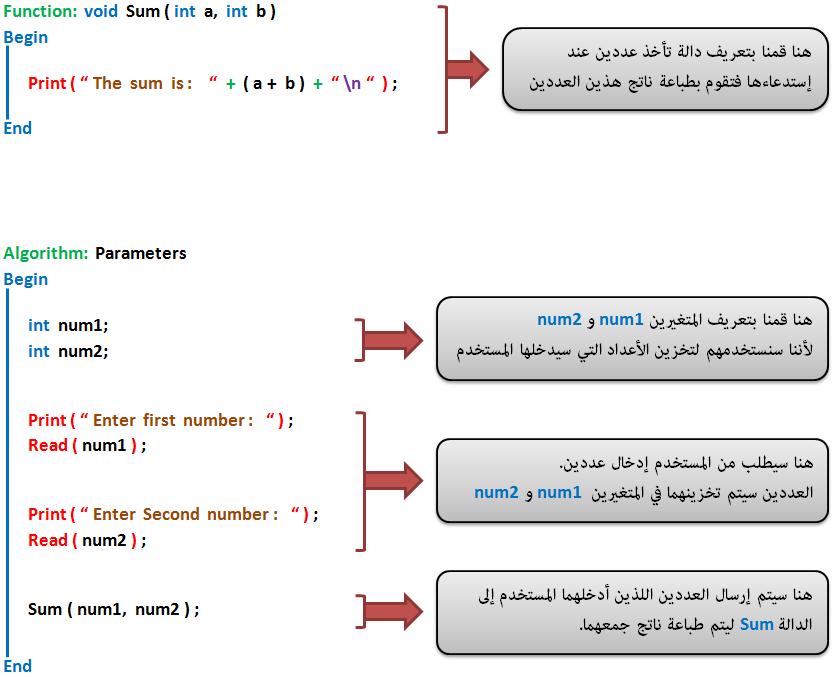 Function: void Sum ( int a, int b )
Begin
Print ( “ The sum is : “ + ( a + b ) + “ \n “ ) ;
End
هنا قمنا بتعريف دالة تأخذ عددين عند
إستدعاءها فتقوم بطباعة ناتج هذين العددين
Algorithm: Parameters
Begin
int num1;
int num2;
هنا قمنا بتعريف المتغيرين num1 و num2
لأننا سنستخدمهم لتخزين الأعداد التي سيدخلها المستخدم
Print ( “ Enter first number : “ ) ;
Read ( num1 ) ;
Print ( “ Enter Second number : “ ) ;
Read ( num2 ) ;
هنا سيطلب من المستخدم إدخال عددين.
العددين سيتم تخزينهما في المتغيرين num1 و num2
Sum ( num1, num2 ) ;
هنا سيتم إرسال العددين اللذين أدخلهما المستخدم إلى
الدالة Sum ليتم طباعة ناتج جمعهما.
End